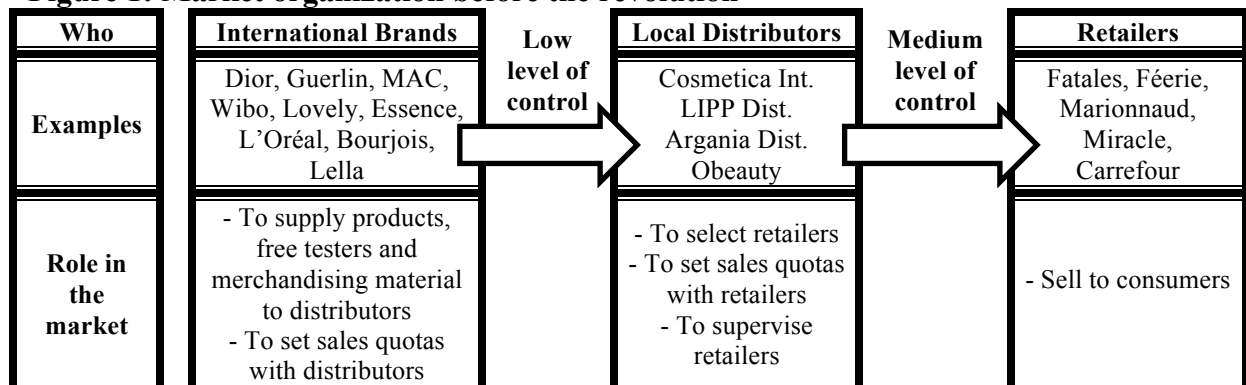 Figure 1: Market organization before the revolution
Who
International Brands
Low
level of
control
Local Distributors
Medium
level of
control
Retailers
Examples
Dior, Guerlin, MAC,
Wibo, Lovely, Essence,
L’Oréal, Bourjois,
Lella
Cosmetica Int.
LIPP Dist.
Argania Dist.
Obeauty
Fatales, Féerie,
Marionnaud,
Miracle,
Carrefour
Role in
the
market
- To supply products,
free testers and
merchandising material
to distributors
- To set sales quotas
with distributors
- To select retailers
- To set sales quotas
with retailers
- To supervise
retailers
- Sell to consumers